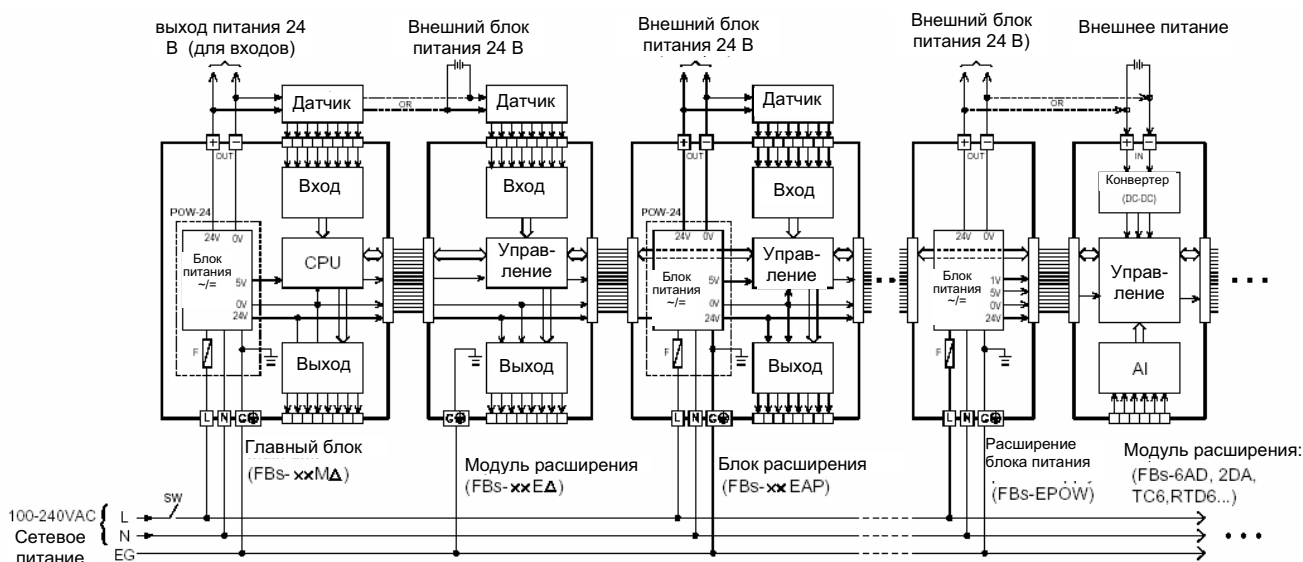 выход питания 24
В (для входов)
Внешний блок
питания 24 В
Внешний блок
питания 24 В
Внешний блок
питания 24 В)
Внешнее питание
Датчик
OR
Датчик
Датчик
OR
+ −
OUT
+ −
OUT
+ −
OUT
+ −
IN
Вход
Вход
Вход
Конвертер
(DC-DC)
POW-24
24V 0V
Блок
питания
~/=
5V
0V
24V
F
CPU
Выход
Управ-
ление
Выход
POW-24
24V 0V
Блок
питания
~/=
5V
0V
24V
F
Управ-
ление
Выход
24V 0V
Блок
питания
~/=
1V
5V
0V
24V
F
Управ-
ление
AI
L N G
G
L N G
L N G
Главный блок
(FBs-xxMΔ)
Модуль расширения
(FBs-xxEΔ)
Блок расширения
(FBs-xxEAP)
Расширение
блока питания
(FBs-EPOW)
Модуль расширения:
(FBs-6AD, 2DA,
TC6,RTD6...)
SW
100-240VAC
Сетевое
питание
L
N
EG